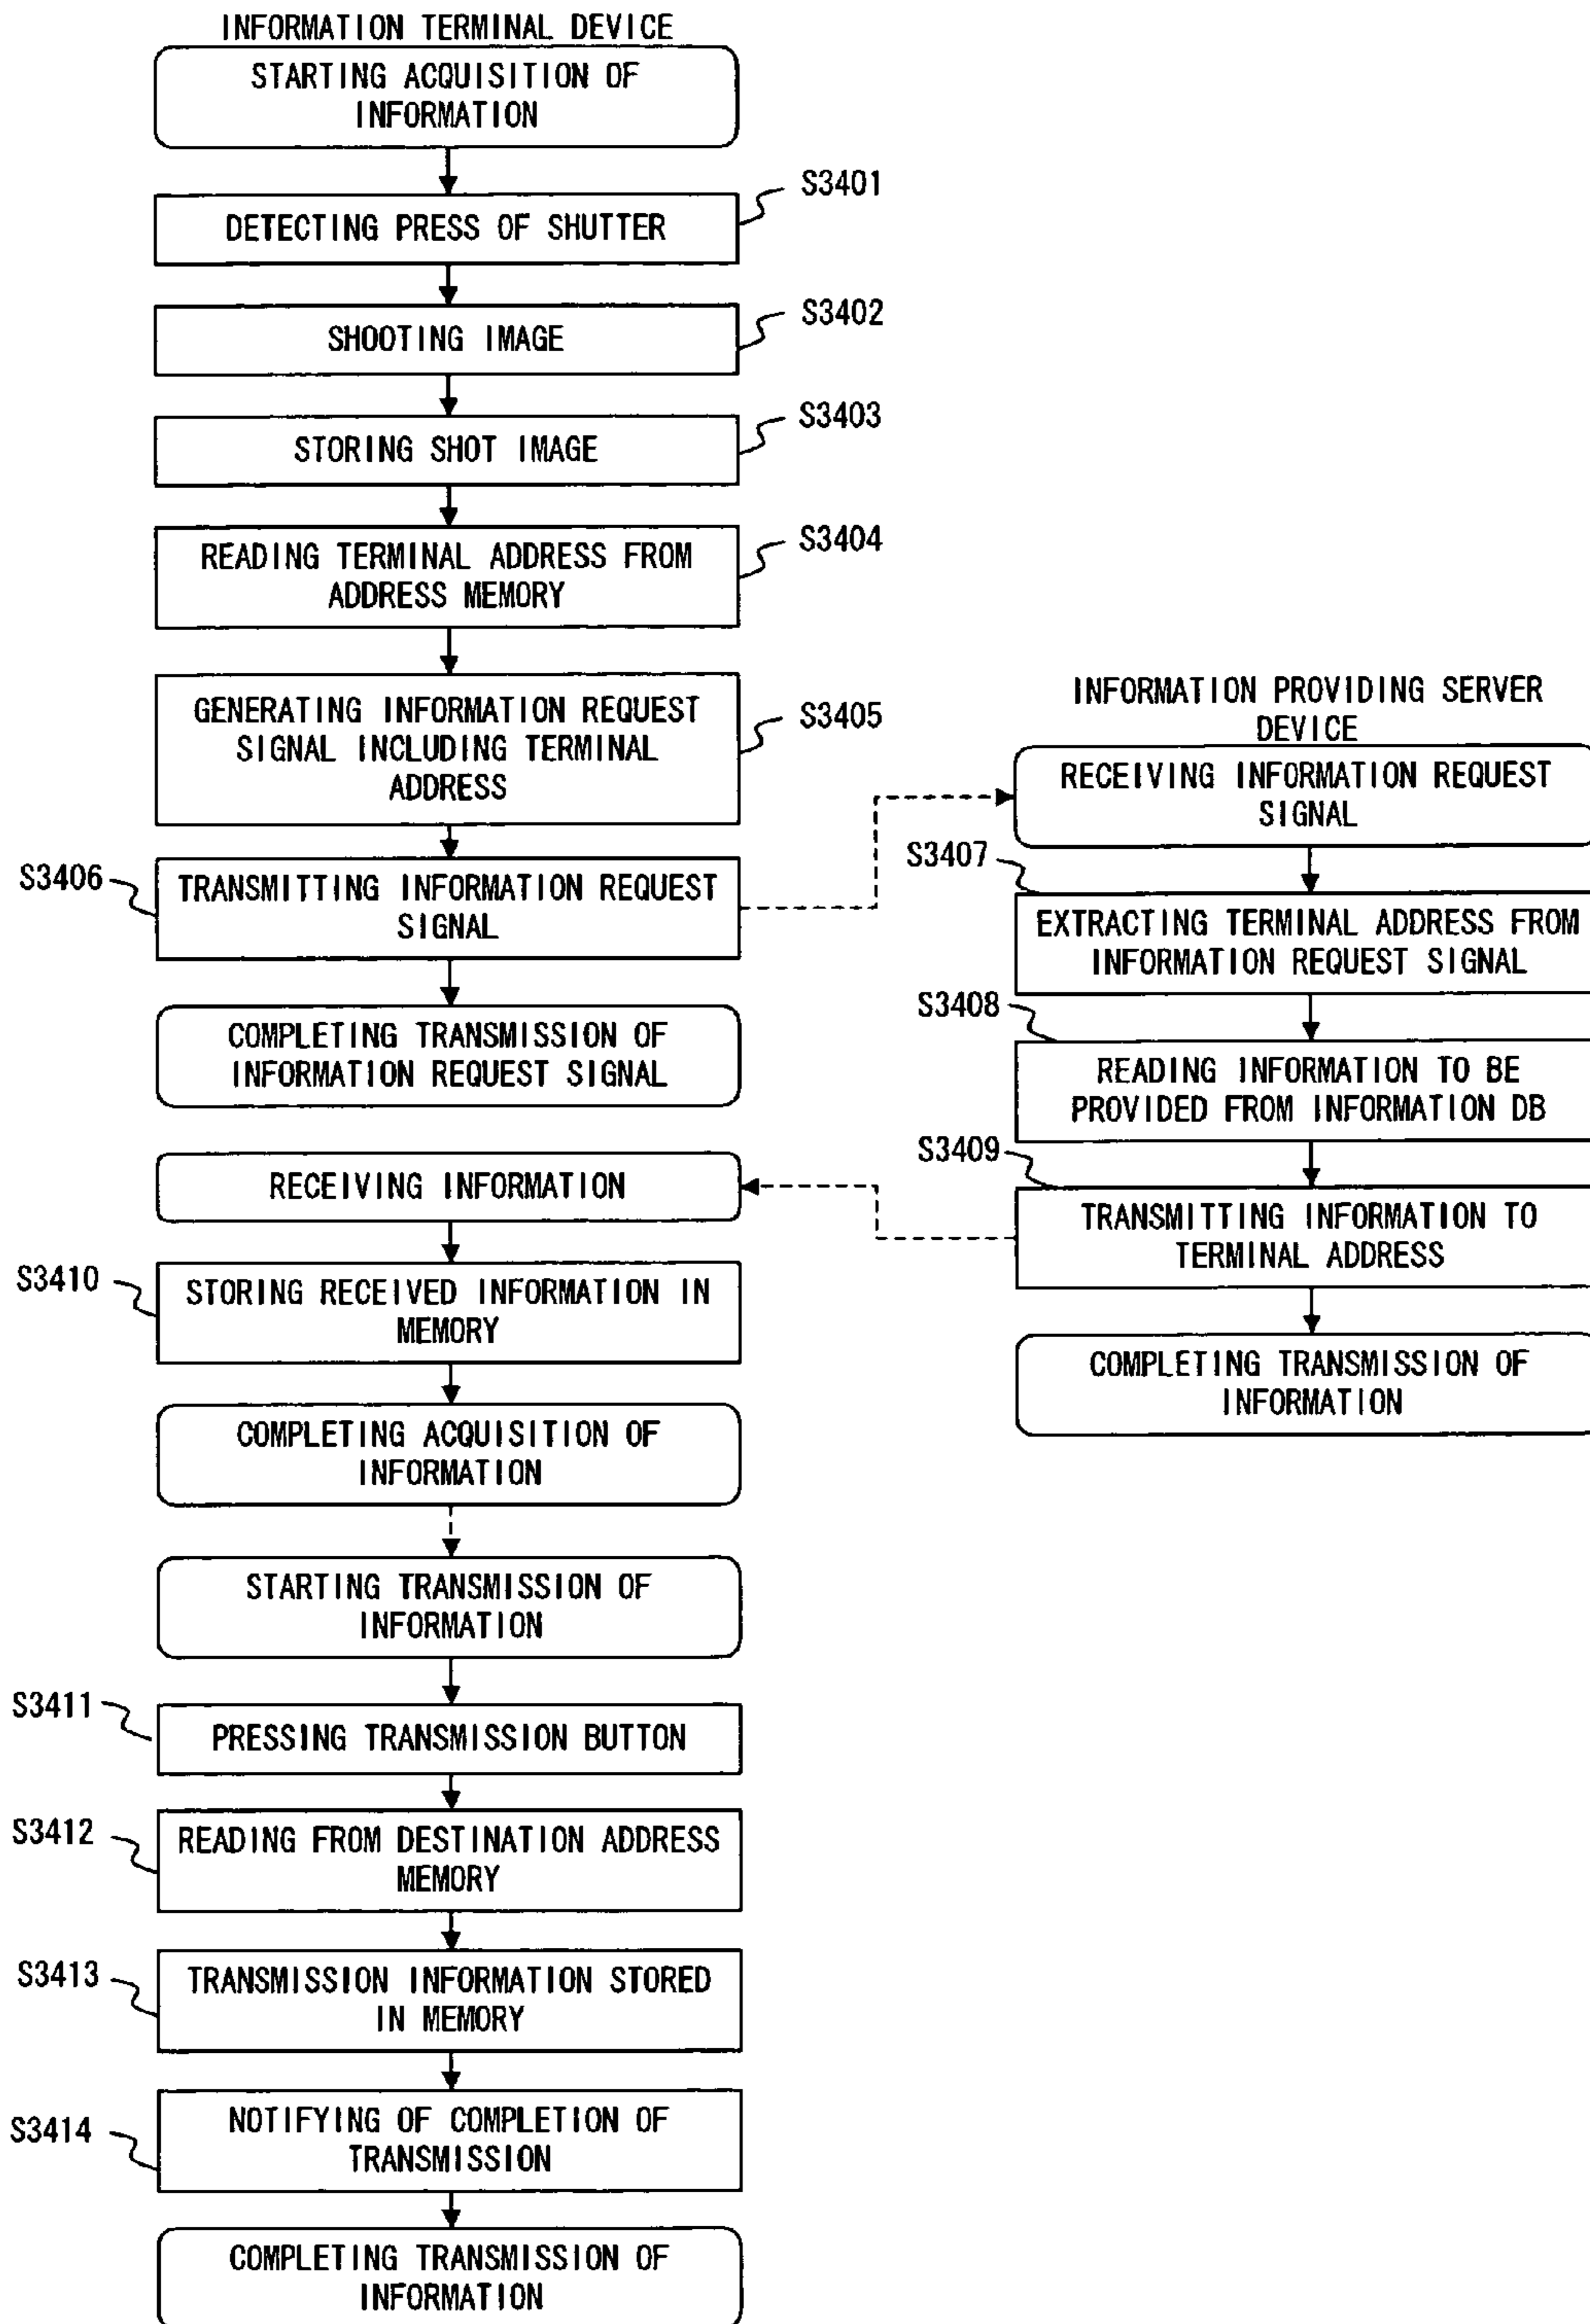 INFORMATION TERMINAL DEVICE
STARTING ACQUISITION OF
INFORMATION
S3401
DETECTING PRESS OF SHUTTER
S3402
SHOOTING IMAGE
S3403
STORING SHOT IMAGE
S3404
READING TERMINAL ADDRESS FROM
ADDRESS MEMORY
S3405
GENERATING INFORMATION REQUEST
SIGNAL INCLUDING TERMINAL
ADDRESS
S3406
TRANSMITTING INFORMATION REQUEST
SIGNAL
COMPLETING TRANSMISSION OF
INFORMATION REQUEST SIGNAL
INFORMATION PROVIDING SERVER
DEVICE
RECEIVING INFORMATION REQUEST
SIGNAL
S3407
EXTRACTING TERMINAL ADDRESS FROM
INFORMATION REQUEST SIGNAL
S3408
READING INFORMATION TO BE
PROVIDED FROM INFORMATION DB
S3409
TRANSMITTING INFORMATION TO
TERMINAL ADDRESS
COMPLETING TRANSMISSION OF
INFORMATION
RECEIVING INFORMATION
S3410
STORING RECEIVED INFORMATION IN
MEMORY
COMPLETING ACQUISITION OF
INFORMATION
STARTING TRANSMISSION OF
INFORMATION
S3411
PRESSING TRANSMISSION BUTTON
S3412
READING FROM DESTINATION ADDRESS
MEMORY
S3413
TRANSMISSION INFORMATION STORED
IN MEMORY
S3414
NOTIFYING OF COMPLETION OF
TRANSMISSION
COMPLETING TRANSMISSION OF
INFORMATION